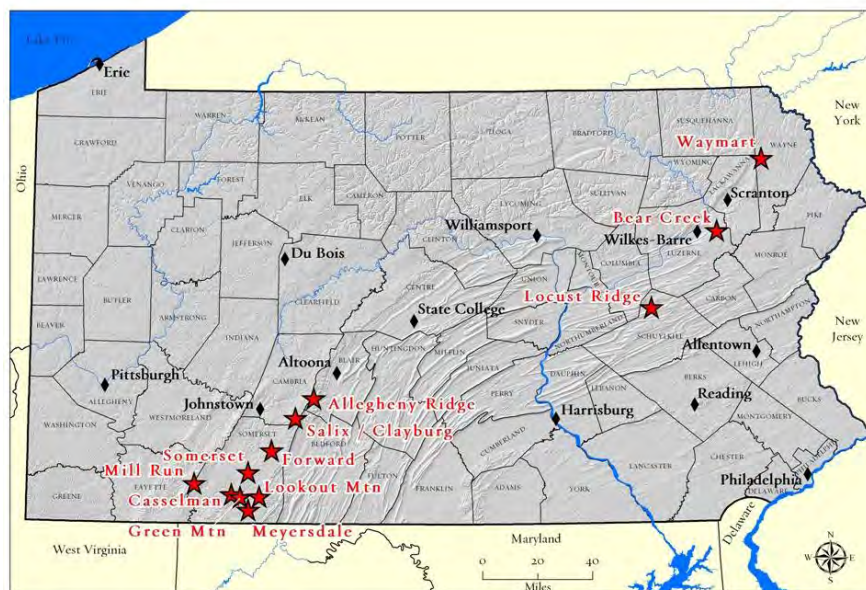 Lake Erie
Erie
ERIE
New
York
WARREN
McKEAN
POTTER
TIOGA
BRADFORD
SUSQUEHANNA
WAYNE
Waymart
CRAWFORD
WYOMING
LACKAWANNA
Ohio
VENANGO
FOREST
ELK
CAMERON
SULLIVAN
Scranton
MERCER
LYCOMING
PIKE
CLARION
JEFFERSON
CLINTON
Williamsport
Bear Creek
Wilkes-Barre
LUZERNE
Du Bois
COLUMBIA
MONROE
LAWRENCE
CENTRE
UNION
MONTOUR
BUTLER
CLEARFIELD
Locust Ridge
CARBON
BEAVER
ARMSTRONG
State College
SNYDER
NORTHUMBERLAND
NORTHAMPTON
New
Jersey
INDIANA
SCHUYLKILL
HUNTINGDON
MIFFLIN
Allentown
LEHIGH
Altoona
BLAIR
JUNIATA
Pittsburgh
CAMBRIA
DAUPHIN
ALLEGHENY
PERRY
LEBANON
BERKS
BUCKS
Johnstown
Allegheny Ridge
Reading
WESTMORELAND
Harrisburg
MONTGOMERY
WASHINGTON
Salix / Clayburg
SOMERSET
BEDFORD
CUMBERLAND
Somerset
Forward
LANCASTER
CHESTER
PHILADELPHIA
Mill Run
FULTON
Philadelphia
GREENE
FAYETTE
Lookout Mtn
FRANKLIN
ADAMS
YORK
DELAWARE
Casselman
Green Mtn
Meyersdale
Delaware
West Virginia
Maryland
N
W
E
S
0
20
40
Miles